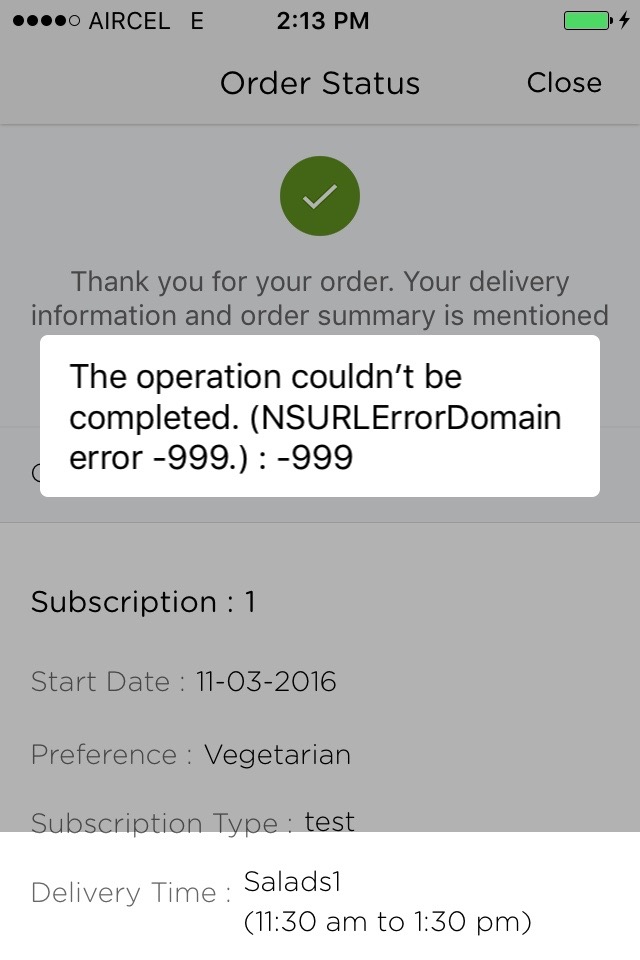 AIRCEL E 2:13 PM
Order Status Close
Thank you for your order. Your delivery
information and order summary is mentioned
The operation couldn’t be
completed. (NSURLErrorDomain
error -999.) : -999
Subscription : 1
Start Date : 11-03-2016
Preference : Vegetarian
Subscription Type : test
Delivery Time : Salads1
(11:30 am to 1:30 pm)